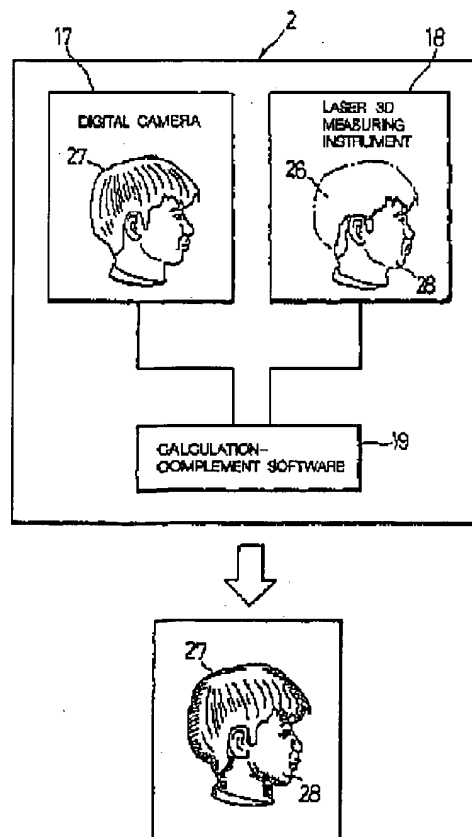 2
17
18
DIGITAL CAMERA
27
LASER 3D
MEASURING
INSTRUMENT
26
28
CALCULATION-
COMPLEMENT SOFTWARE
19
27
28